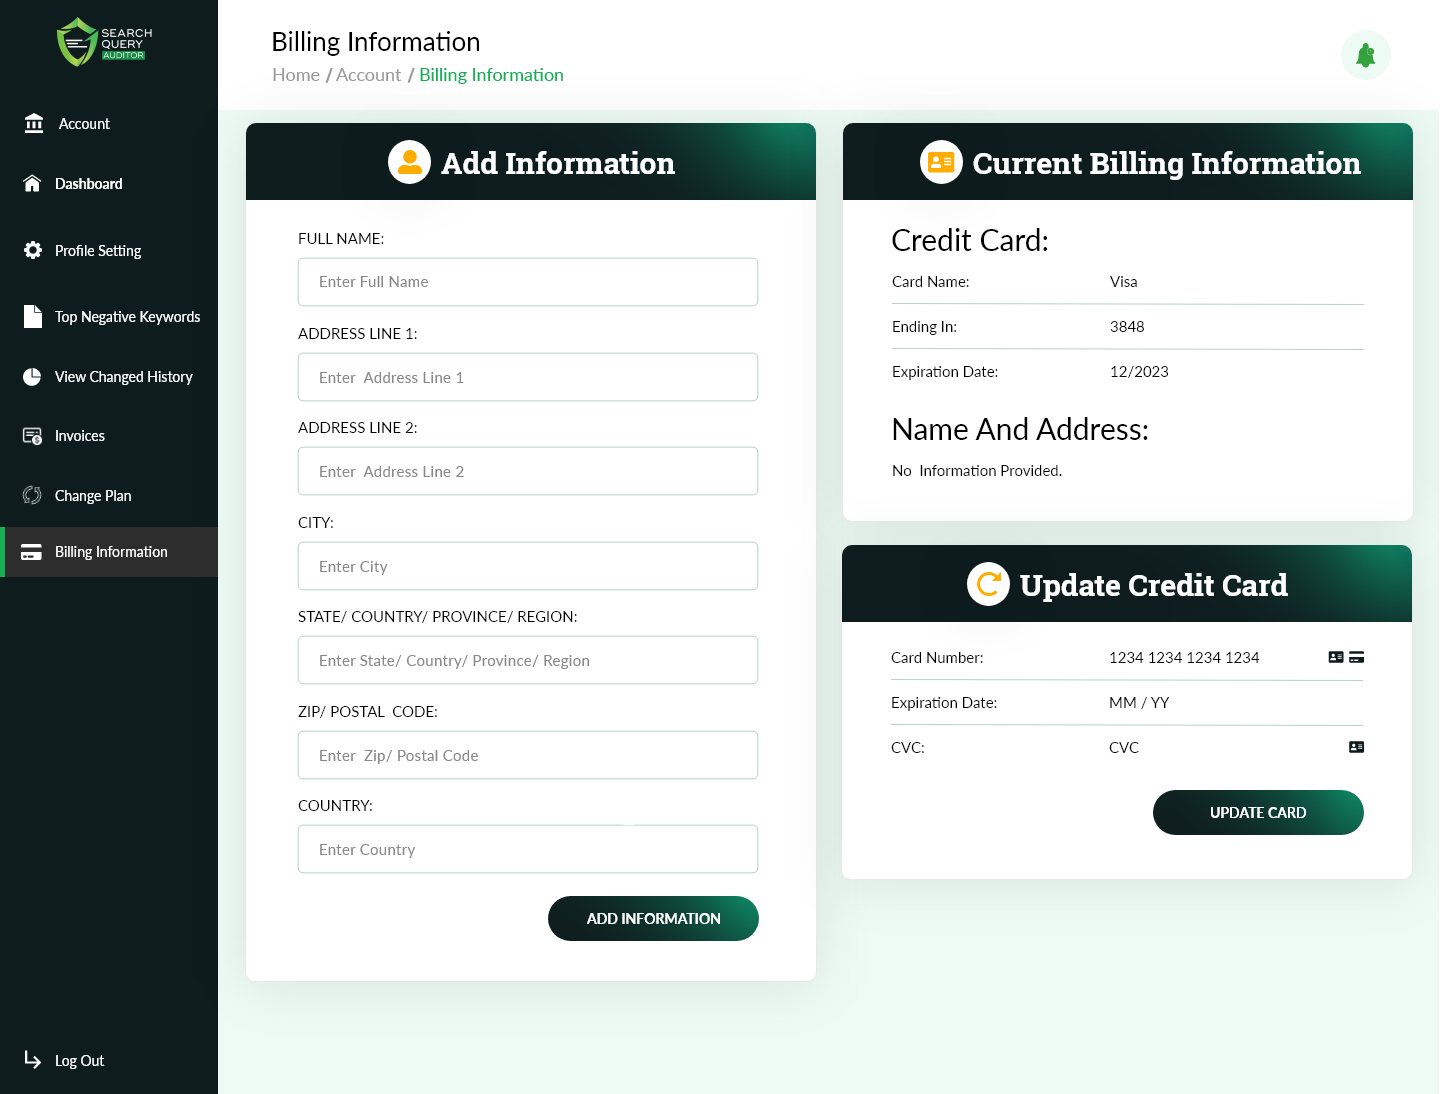 SEARCH
QUERY
AUDITOR
Account
Dashboard
Profile Setting
Top Negative Keywords
View Changed History
Invoices
Change Plan
Billing Information
Log Out
Billing Information
Home / Account / Billing Information
Add Information
FULL NAME:
Enter Full Name
ADDRESS LINE 1:
Enter  Address Line 1
ADDRESS LINE 2:
Enter  Address Line 2
CITY:
Enter City
STATE/ COUNTRY/ PROVINCE/ REGION:
Enter State/ Country/ Province/ Region
ZIP/ POSTAL  CODE:
Enter  Zip/ Postal Code
COUNTRY:
Enter Country
ADD INFORMATION
Current Billing Information
Credit Card:
Card Name: Visa
Ending In: 3848
Expiration Date: 12/2023
Name And Address:
No  Information Provided.
Update Credit Card
Card Number: 1234 1234 1234 1234
Expiration Date: MM / YY
CVC: CVC
UPDATE CARD